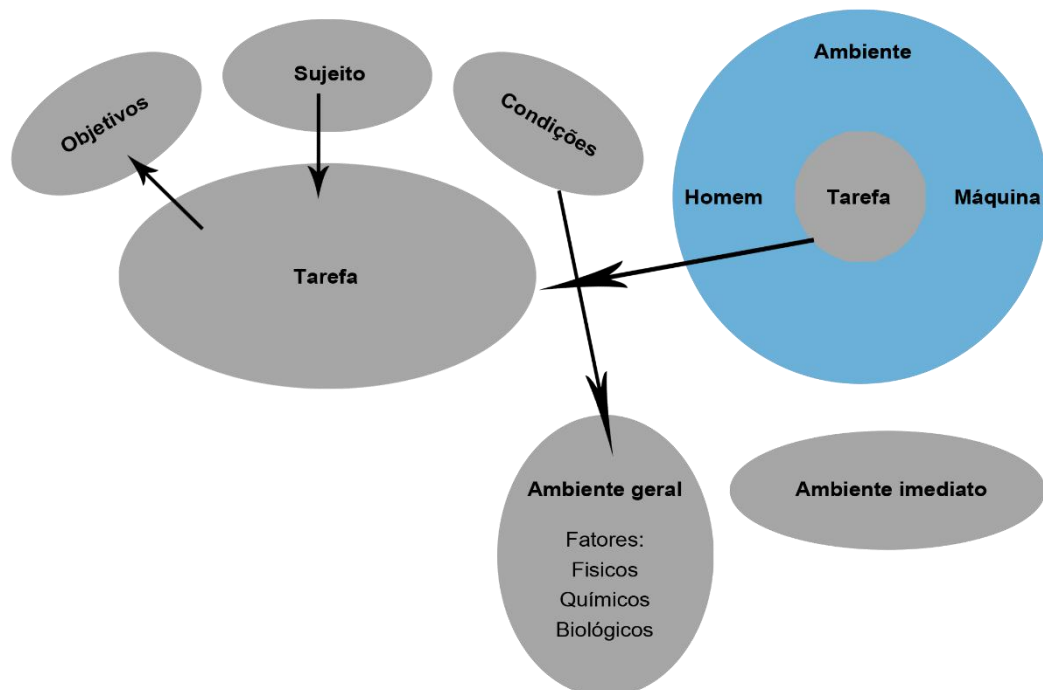 Objetivos
Sujeito
Condições
Ambiente
Homem
Tarefa
Máquina
Tarefa
Ambiente geral
Fatores:
Fisicos
Químicos
Biológicos
Ambiente imediato